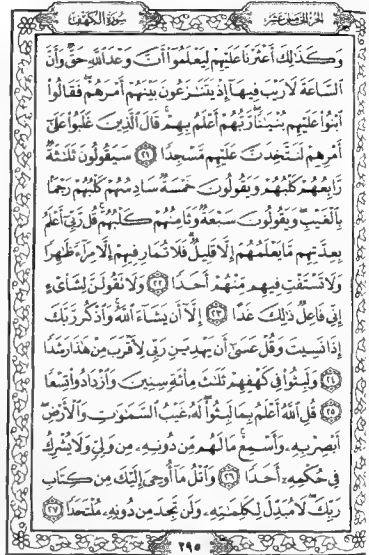 الجزء الخامس عشر
سورة الكهف
وَكَذَٰلِكَ أَعْثَرْنَا عَلَيْهِمْ لِيَعْلَمُوٓا۟ أَنَّ وَعْدَ ٱللَّهِ حَقٌّ وَأَنَّ
ٱلسَّاعَةَ لَا رَيْبَ فِيهَآ إِذْ يَتَنَٰزَعُونَ بَيْنَهُمْ أَمْرَهُمْ ۖ فَقَالُوا۟
ٱبْنُوا۟ عَلَيْهِم بُنْيَٰنًا ۖ رَّبُّهُمْ أَعْلَمُ بِهِمْ ۚ قَالَ ٱلَّذِينَ غَلَبُوا۟ عَلَىٰٓ
أَمْرِهِمْ لَنَتَّخِذَنَّ عَلَيْهِم مَّسْجِدًا ٢١ سَيَقُولُونَ ثَلَٰثَةٌ
رَّابِعُهُمْ كَلْبُهُمْ وَيَقُولُونَ خَمْسَةٌ سَادِسُهُمْ كَلْبُهُمْ رَجْمًۢا
بِٱلْغَيْبِ ۖ وَيَقُولُونَ سَبْعَةٌ وَثَامِنُهُمْ كَلْبُهُمْ ۚ قُل رَّبِّىٓ أَعْلَمُ
بِعِدَّتِهِم مَّا يَعْلَمُهُمْ إِلَّا قَلِيلٌ ۗ فَلَا تُمَارِ فِيهِمْ إِلَّا مِرَآءً ظَٰهِرًا
وَلَا تَسْتَفْتِ فِيهِم مِّنْهُمْ أَحَدًا ٢٢ وَلَا تَقُولَنَّ لِشَا۟ىْءٍ
إِنِّى فَاعِلٌ ذَٰلِكَ غَدًا ٢٣ إِلَّآ أَن يَشَآءَ ٱللَّهُ ۚ وَٱذْكُر رَّبَّكَ
إِذَا نَسِيتَ وَقُلْ عَسَىٰٓ أَن يَهْدِيَنِ رَبِّى لِأَقْرَبَ مِنْ هَٰذَا رَشَدًا
٢٤ وَلَبِثُوا۟ فِى كَهْفِهِمْ ثَلَٰثَ مِا۟ئَةٍ سِنِينَ وَٱزْدَادُوا۟ تِسْعًا
٢٥ قُلِ ٱللَّهُ أَعْلَمُ بِمَا لَبِثُوا۟ ۖ لَهُۥ غَيْبُ ٱلسَّمَٰوَٰتِ وَٱلْأَرْضِ ۖ
أَبْصِرْ بِهِۦ وَأَسْمِعْ ۚ مَا لَهُم مِّن دُونِهِۦ مِن وَلِىٍّ وَلَا يُشْرِكُ
فِى حُكْمِهِۦٓ أَحَدًا ٢٦ وَٱتْلُ مَآ أُوحِىَ إِلَيْكَ مِن كِتَابِ
رَبِّكَ ۖ لَا مُبَدِّلَ لِكَلِمَٰتِهِۦ وَلَن تَجِدَ مِن دُونِهِۦ مُلْتَحَدًا ٢٧
٢٩٥